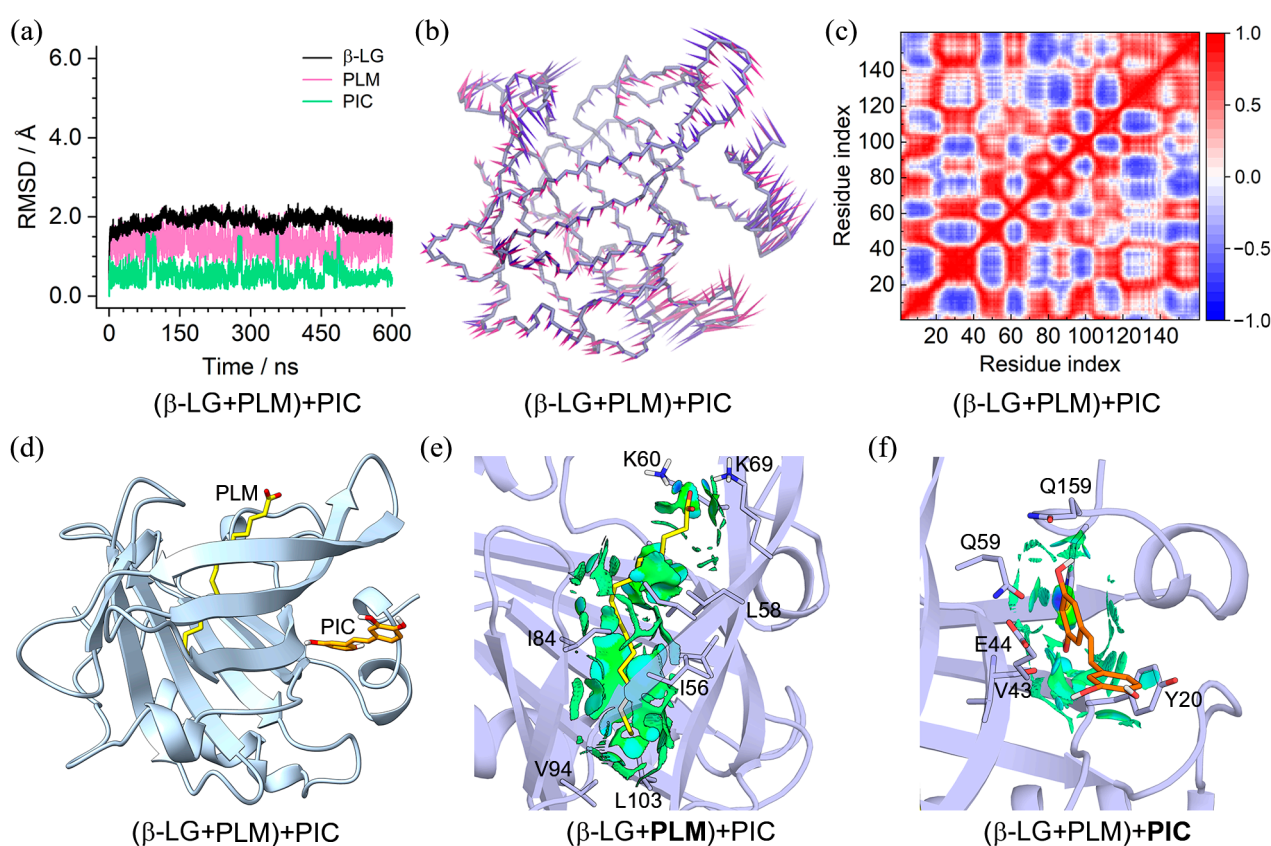 (a)
RMSD / Å
6.0
4.0
2.0
0.0
β-LG
PLM
PIC
0 150 300 450 600
Time / ns
(β-LG+PLM)+PIC
(b)
(β-LG+PLM)+PIC
(c)
Residue index
140
120
100
80
60
40
20
20 40 60 80 100 120 140
Residue index
1.0
0.5
0.0
−0.5
−1.0
(β-LG+PLM)+PIC
(d)
PLM
PIC
(β-LG+PLM)+PIC
(e)
K60
K69
L58
I84
I56
V94
L103
(β-LG+PLM)+PIC
(f)
Q159
Q59
E44
V43
Y20
(β-LG+PLM)+PIC